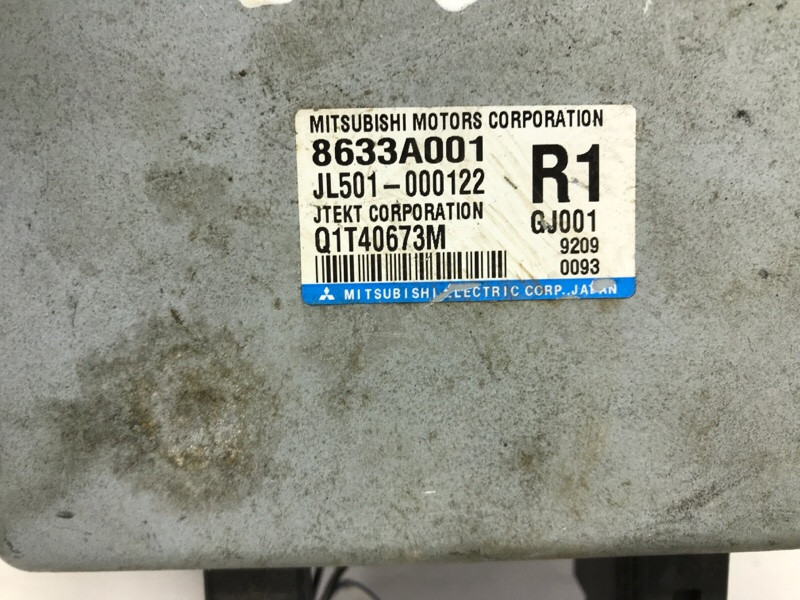 MITSUBISHI MOTORS CORPORATION
8633A001
R1
JL501-000122
JTEKT CORPORATION
GJ001
Q1T40673M
9209
0093
MITSUBISHI ELECTRIC CORP., JAPAN